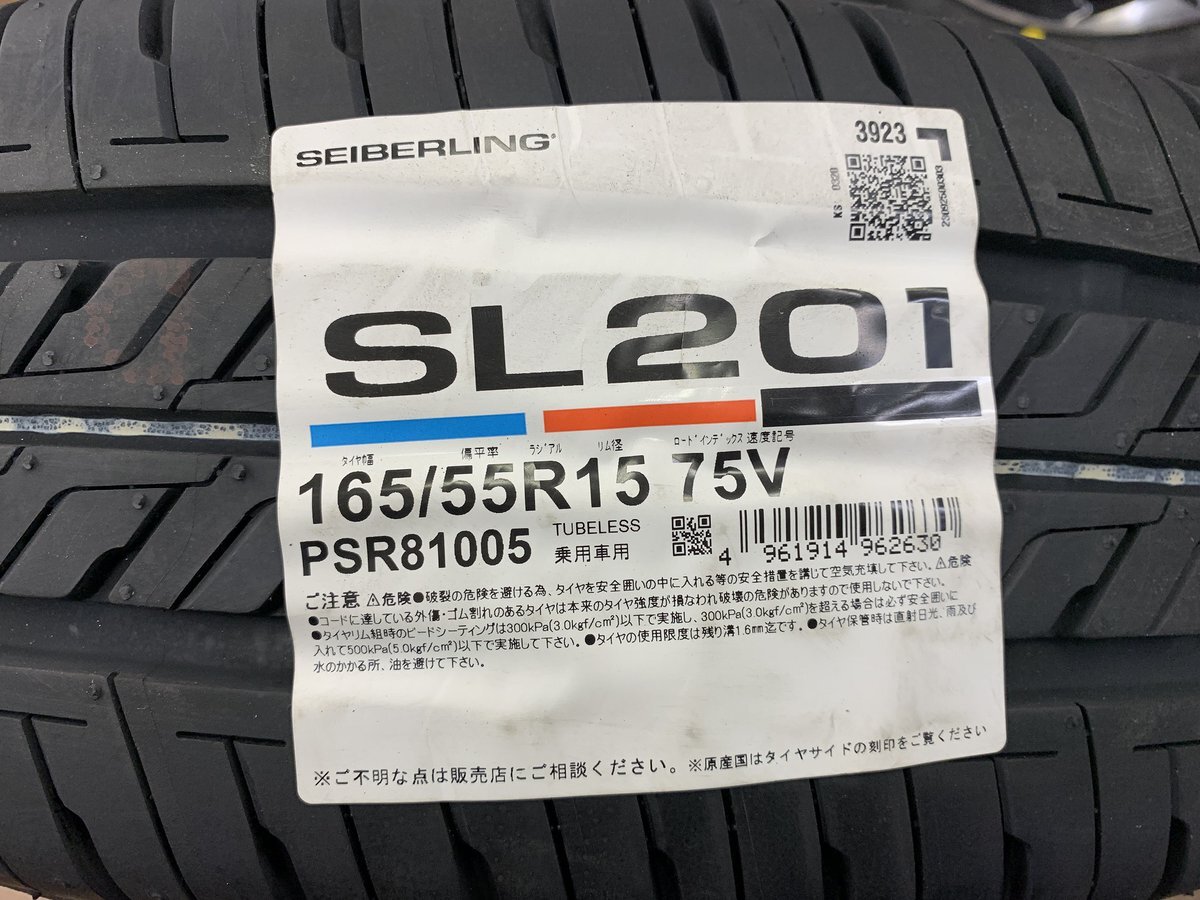 SEIBERLING
3923
KS 0320
23092500303
SL201
タイヤ幅 偏平率 ラジアル リム径 ロードインデックス 速度記号
165/55R15 75V
PSR81005 TUBELESS
乗用車用
4 961914 962630
ご注意 ⚠危険●破裂の危険を避ける為、タイヤを安全囲いの中に入れる等の安全措置を講じて空気充填して下さい。⚠危険
●コードに達している外傷・ゴム割れのあるタイヤは本来のタイヤ強度が損なわれ破壊の危険がありますので使用しないで下さい。
●タイヤリム組時のビードシーティングは300kPa(3.0kgf/c㎡)以下で実施し、300kPa(3.0kgf/c㎡)を超える場合は必ず安全囲いに
入れて500kPa(5.0kgf/c㎡)以下で実施して下さい。●タイヤの使用限度は残り溝1.6mm迄です。●タイヤ保管時は直射日光、雨及び
水のかかる所、油を避けて下さい。
※ご不明な点は販売店にご相談ください。※原産国はタイヤサイドの刻印をご覧ください